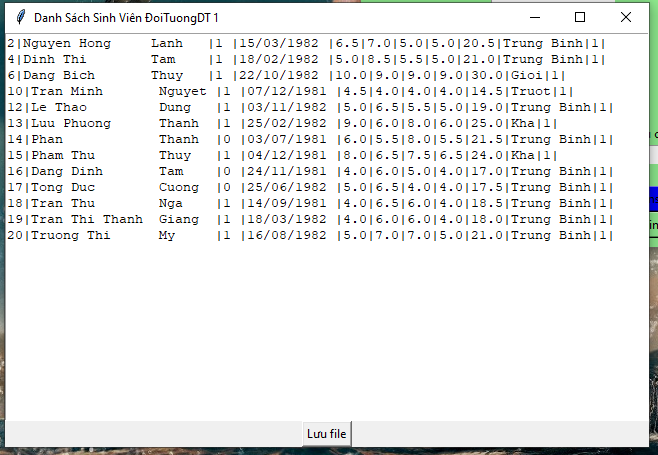 Danh Sách Sinh Viên ĐoiTuongDT 1
2|Nguyen Hong     Lanh   |1 |15/03/1982 |6.5|7.0|5.0|5.0|20.5|Trung Binh|1|
4|Dinh Thi        Tam    |1 |18/02/1982 |5.0|8.5|5.5|5.0|21.0|Trung Binh|1|
6|Dang Bich       Thuy   |1 |22/10/1982 |10.0|9.0|9.0|9.0|30.0|Gioi|1|
10|Tran Minh       Nguyet |1 |07/12/1981 |4.5|4.0|4.0|4.0|14.5|Truot|1|
12|Le Thao         Dung   |1 |03/11/1982 |5.0|6.5|5.5|5.0|19.0|Trung Binh|1|
13|Luu Phuong      Thanh  |1 |25/02/1982 |9.0|6.0|8.0|6.0|25.0|Kha|1|
14|Phan            Thanh  |0 |03/07/1982 |6.0|5.5|8.0|5.5|21.5|Trung Binh|1|
15|Pham Thu        Thuy   |1 |04/12/1981 |8.0|6.5|7.5|6.5|24.0|Kha|1|
16|Dang Dinh       Tam    |0 |24/11/1981 |4.0|6.0|5.0|4.0|17.0|Trung Binh|1|
17|Tong Duc        Cuong  |0 |25/06/1982 |5.0|6.5|4.0|4.0|17.5|Trung Binh|1|
18|Tran Thu        Nga    |1 |14/09/1981 |4.0|6.5|6.0|4.0|18.5|Trung Binh|1|
19|Tran Thi Thanh  Giang  |1 |18/03/1982 |4.0|6.0|6.0|4.0|18.0|Trung Binh|1|
20|Truong Thi      My     |1 |16/08/1982 |5.0|7.0|7.0|5.0|21.0|Trung Binh|1|
Lưu file